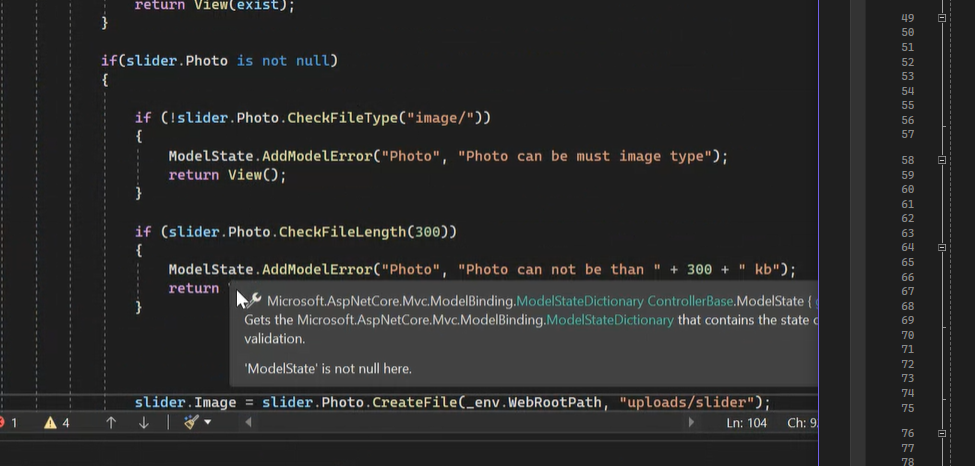 return View(exist);
}
if(slider.Photo is not null)
{
if (!slider.Photo.CheckFileType("image/"))
{
ModelState.AddModelError("Photo", "Photo can be must image type");
return View();
}
if (slider.Photo.CheckFileLength(300))
{
ModelState.AddModelError("Photo", "Photo can not be than " + 300 + " kb");
return
}
Microsoft.AspNetCore.Mvc.ModelBinding.ModelStateDictionary ControllerBase.ModelState {
Gets the Microsoft.AspNetCore.Mvc.ModelBinding.ModelStateDictionary that contains the state
validation.
'ModelState' is not null here.
slider.Image = slider.Photo.CreateFile(_env.WebRootPath, "uploads/slider");
1 4 Ln: 104 Ch: 9
49
50
51
52
53
54
55
56
57
58
59
60
61
62
63
64
65
66
67
68
69
70
71
72
73
74
75
76
77
78